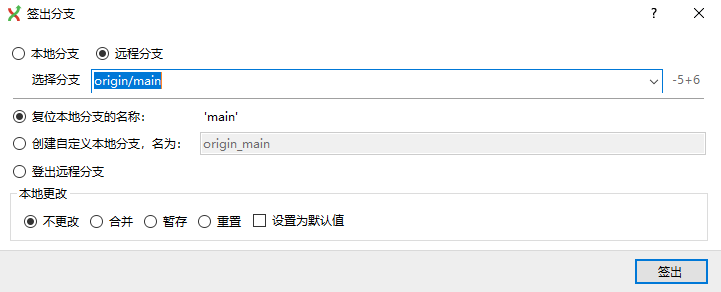 签出分支
本地分支 远程分支
选择分支 origin/main -5+6
复位本地分支的名称： 'main'
创建自定义本地分支，名为： origin_main
登出远程分支
本地更改
不更改 合并 暂存 重置 设置为默认值
签出